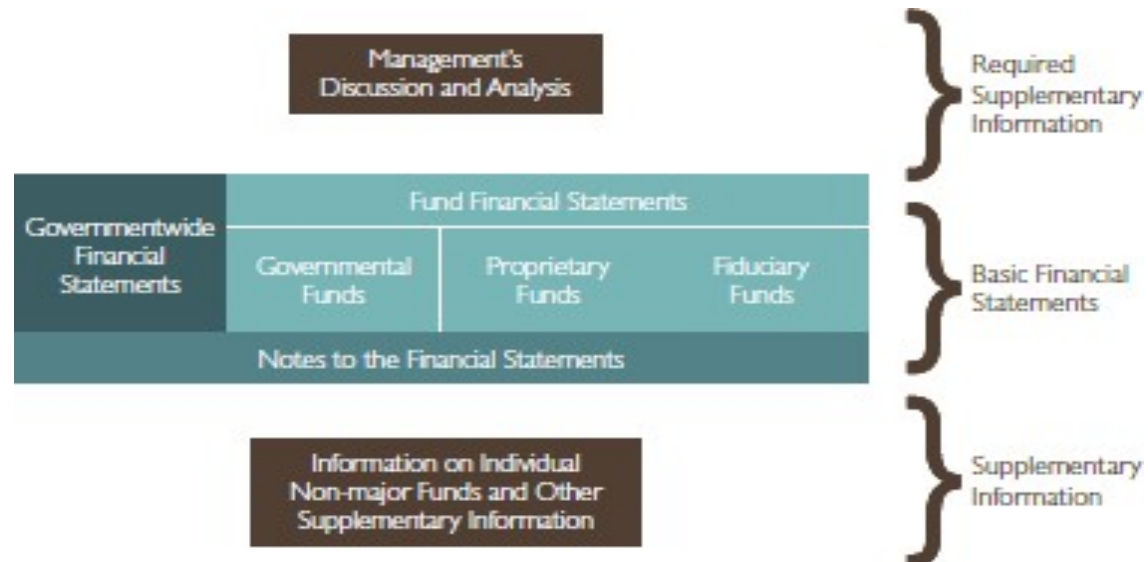 Management's
Discussion and Analysis
Required
Supplementary
Information
Governmentwide
Financial
Statements
Fund Financial Statements
Governmental
Funds
Proprietary
Funds
Fiduciary
Funds
Basic Financial
Statements
Notes to the Financial Statements
Information on Individual
Non-major Funds and Other
Supplementary Information
Supplementary
Information